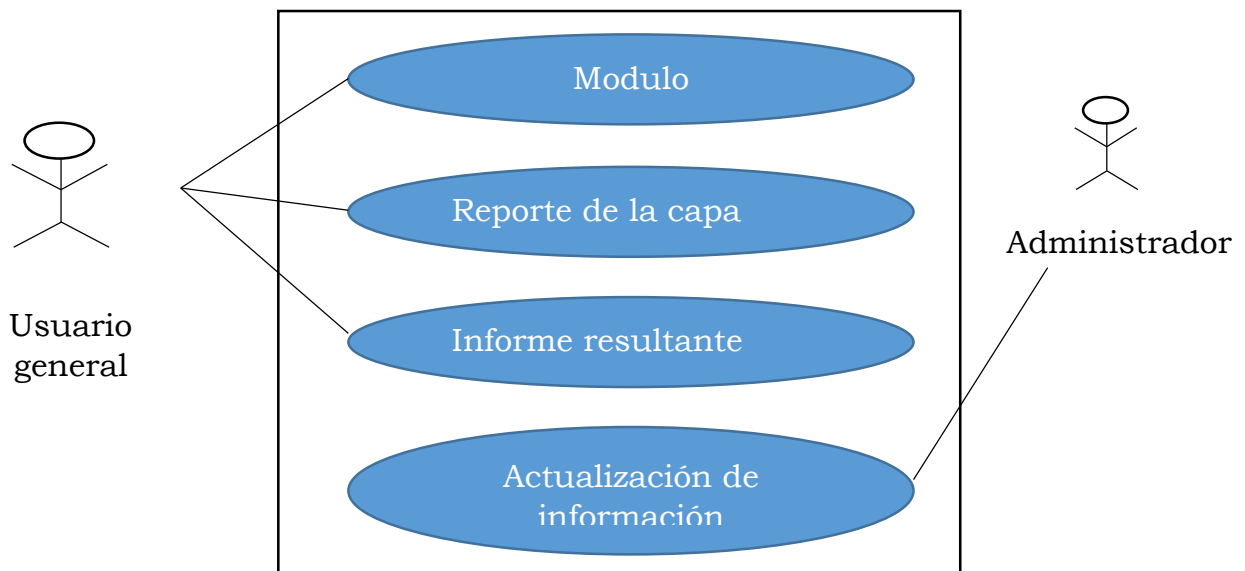 Modulo
Reporte de la capa
Administrador
Usuario
general
Informe resultante
Actualización de
información